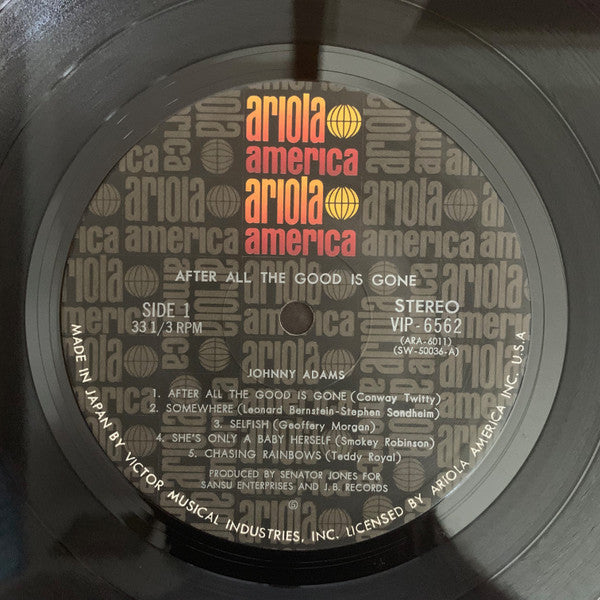 ariola
america
ariola
america
AFTER ALL THE GOOD IS GONE
SIDE 1
33 1/3 RPM
STEREO
VIP-6562
(ARA-6011)
(SW-50036-A)
JOHNNY ADAMS
1. AFTER ALL THE GOOD IS GONE (Conway Twitty)
2. SOMEWHERE (Leonard Bernstein-Stephen Sondheim)
3. SELFISH (Geoffery Morgan)
4. SHE'S ONLY A BABY HERSELF (Smokey Robinson)
5. CHASING RAINBOWS (Teddy Royal)
PRODUCED BY SENATOR JONES FOR
SANSU ENTERPRISES AND J.B. RECORDS
MADE IN JAPAN BY VICTOR MUSICAL INDUSTRIES, INC. LICENSED BY ARIOLA AMERICA INC. U.S.A